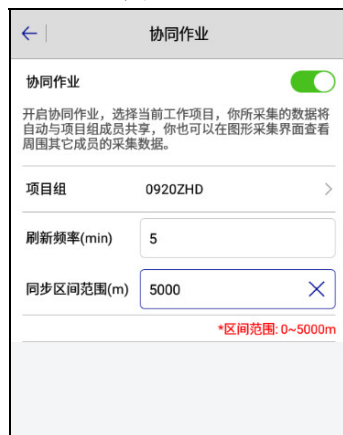 协同作业
协同作业
开启协同作业，选择当前工作项目，你所采集的数据将
自动与项目组成员共享，你也可以在图形采集界面查看
周围其它成员的采集数据。
项目组 0920ZHD
刷新频率(min) 5
同步区间范围(m) 5000
*区间范围: 0~5000m